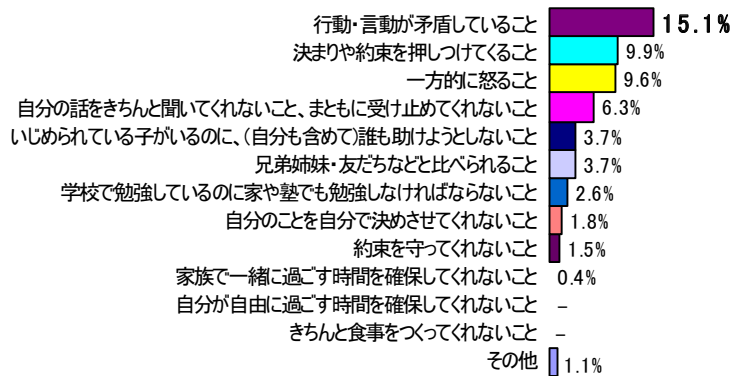 行動・言動が矛盾していること 15.1%
決まりや約束を押しつけてくること 9.9%
一方的に怒ること 9.6%
自分の話をきちんと聞いてくれないこと、まともに受け止めてくれないこと 6.3%
いじめられている子がいるのに、(自分も含めて)誰も助けようとしないこと 3.7%
兄弟姉妹・友だちなどと比べられること 3.7%
学校で勉強しているのに家や塾でも勉強しなければならないこと 2.6%
自分のことを自分で決めさせてくれないこと 1.8%
約束を守ってくれないこと 1.5%
家族で一緒に過ごす時間を確保してくれないこと 0.4%
自分が自由に過ごす時間を確保してくれないこと –
きちんと食事をつくってくれないこと –
その他 1.1%